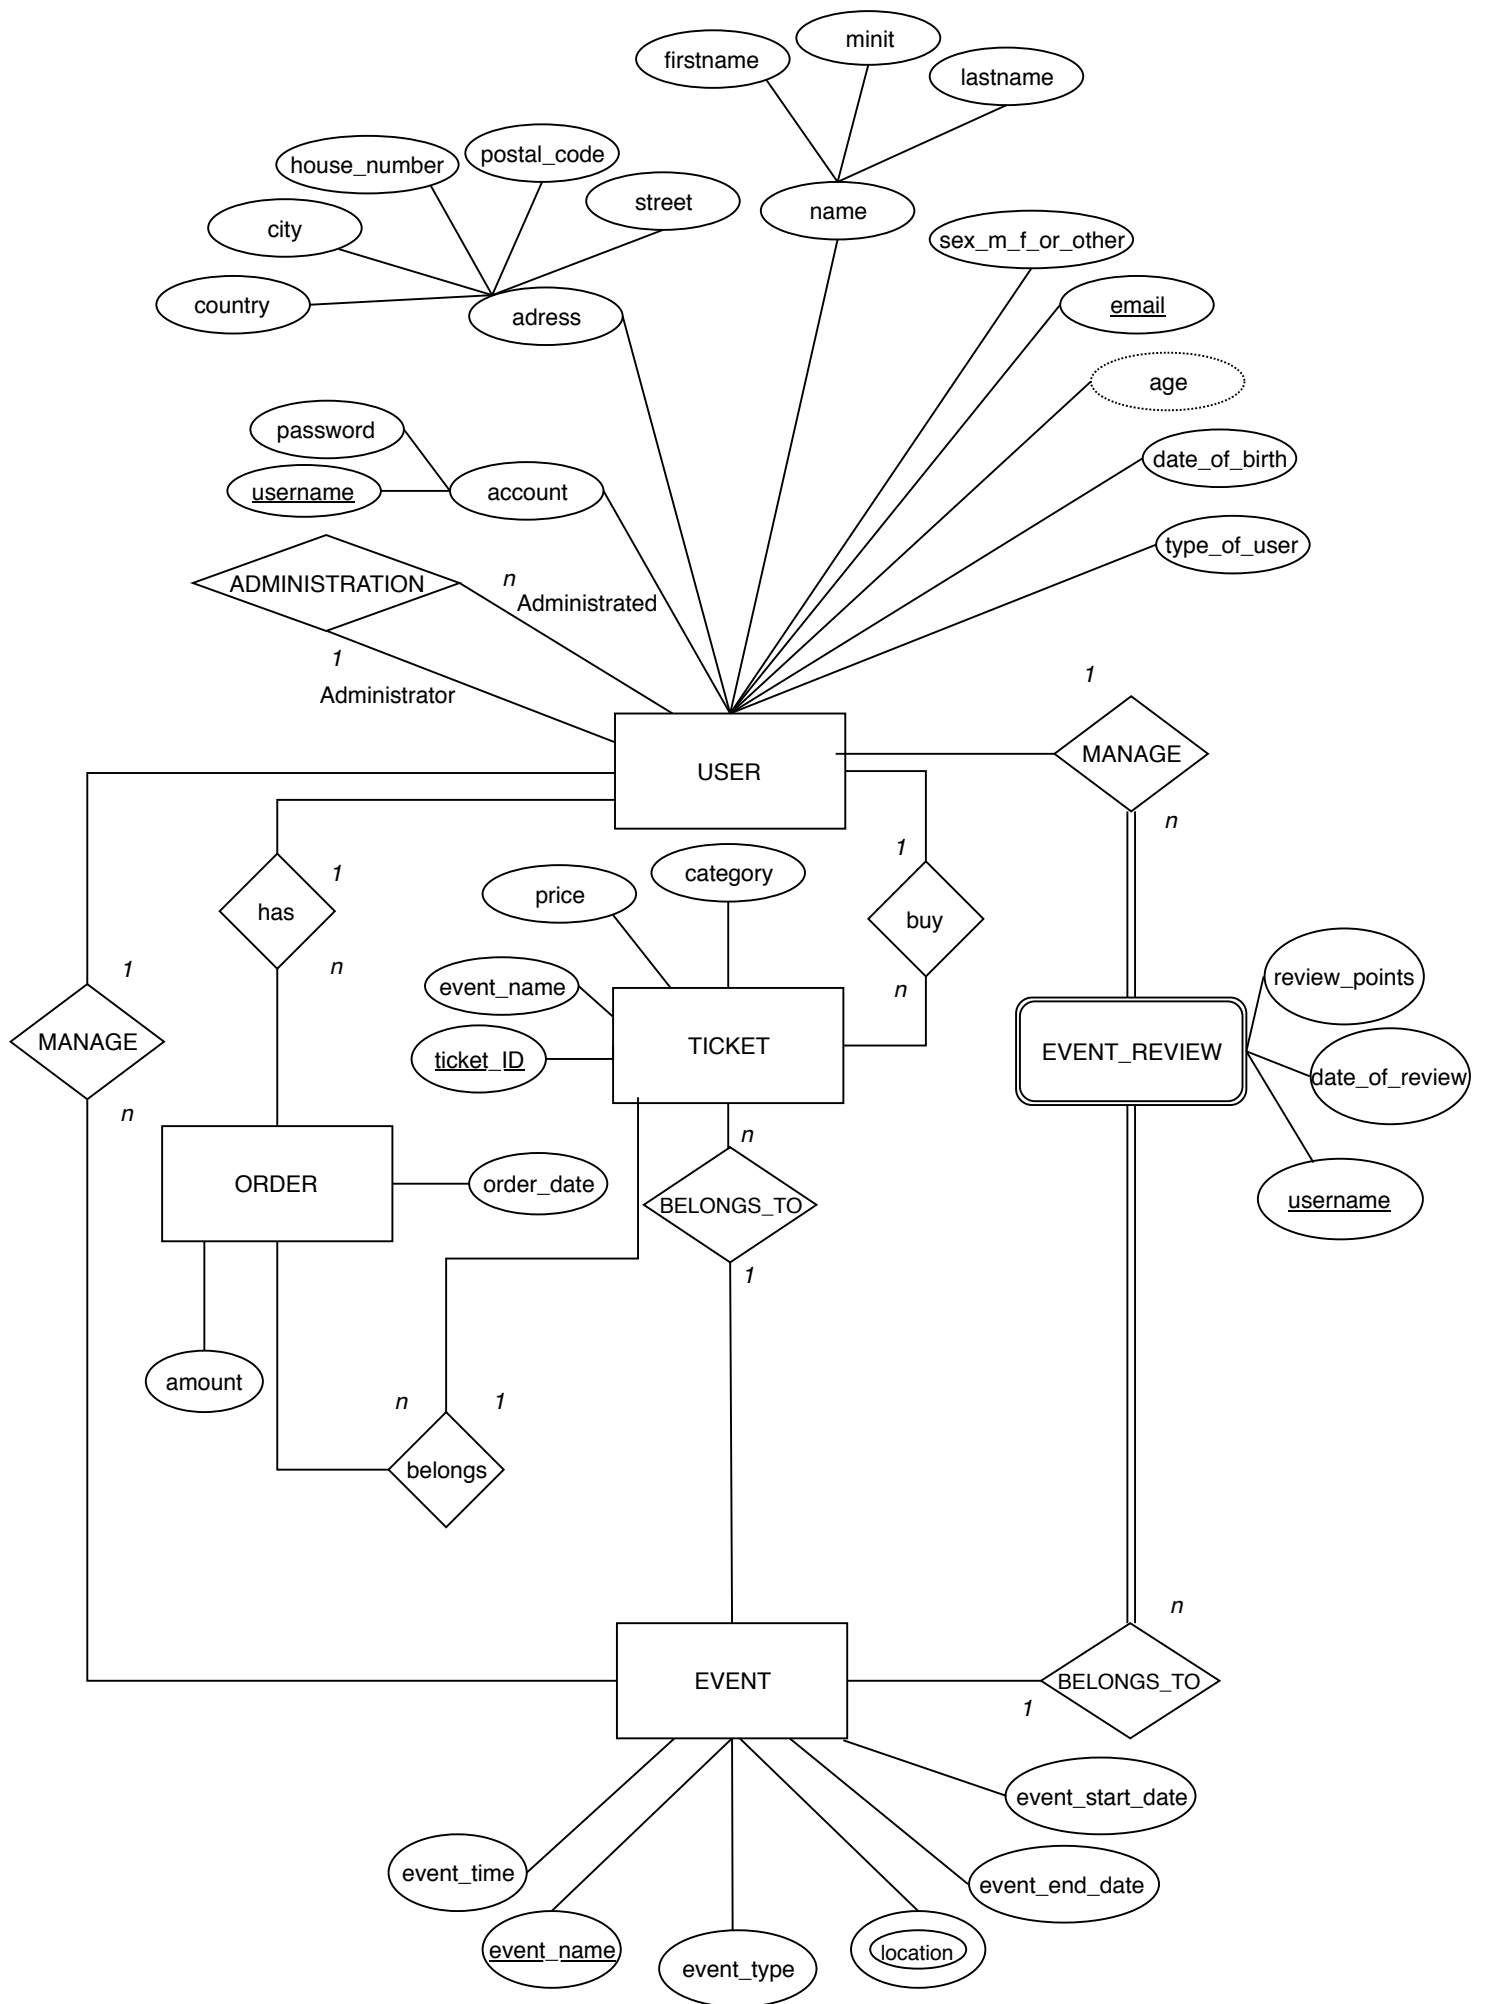 minit
firstname
lastname
postal_code
house_number
street
name
city
sex_m_f_or_other
country
email
adress
age
password
date_of_birth
username
account
type_of_user
ADMINISTRATION
n
Administrated
1
Administrator
1
USER
MANAGE
n
1
category
1
price
has
buy
n
1
n
event_name
review_points
MANAGE
TICKET
EVENT_REVIEW
ticket_ID
date_of_review
n
n
ORDER
order_date
BELONGS_TO
username
1
amount
n
1
belongs
n
EVENT
BELONGS_TO
1
event_start_date
event_time
event_end_date
event_name
location
event_type